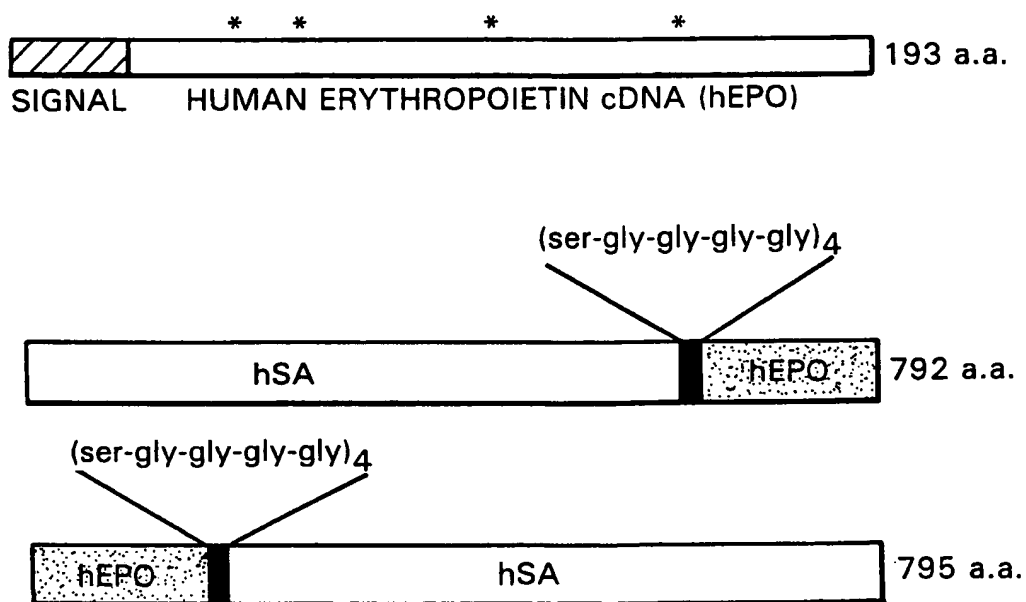 * * * *
193 a.a.
SIGNAL HUMAN ERYTHROPOIETIN cDNA (hEPO)
(ser-gly-gly-gly-gly)4
hSA hEPO 792 a.a.
(ser-gly-gly-gly-gly)4
hEPO hSA 795 a.a.